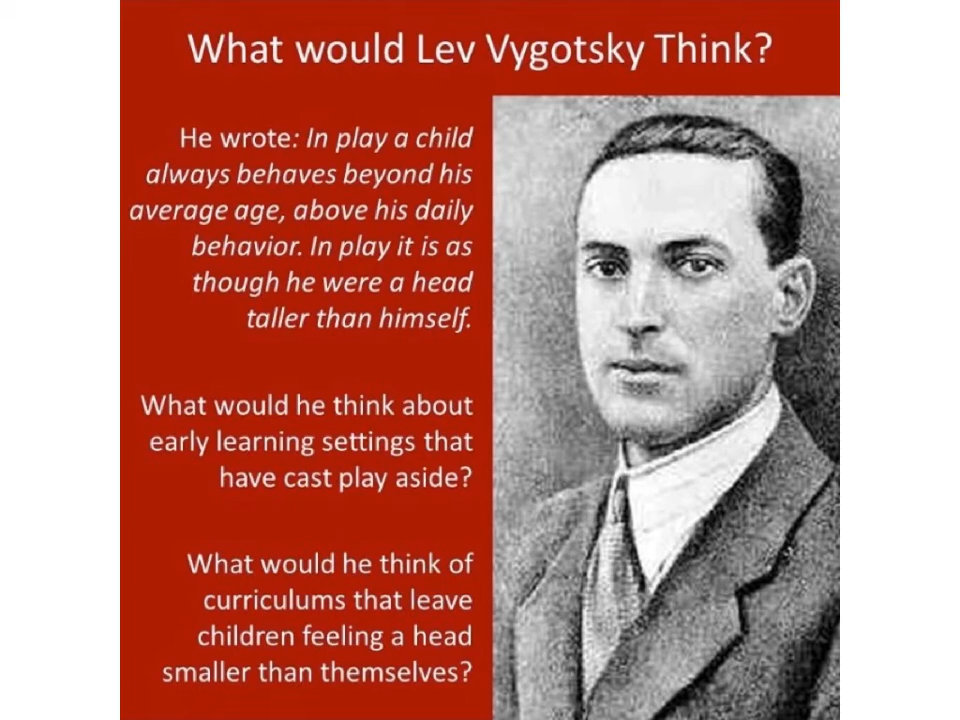 What would Lev Vygotsky Think?
He wrote: In play a child
always behaves beyond his
average age, above his daily
behavior. In play it is as
though he were a head
taller than himself.
What would he think about
early learning settings that
have cast play aside?
What would he think of
curriculums that leave
children feeling a head
smaller than themselves?